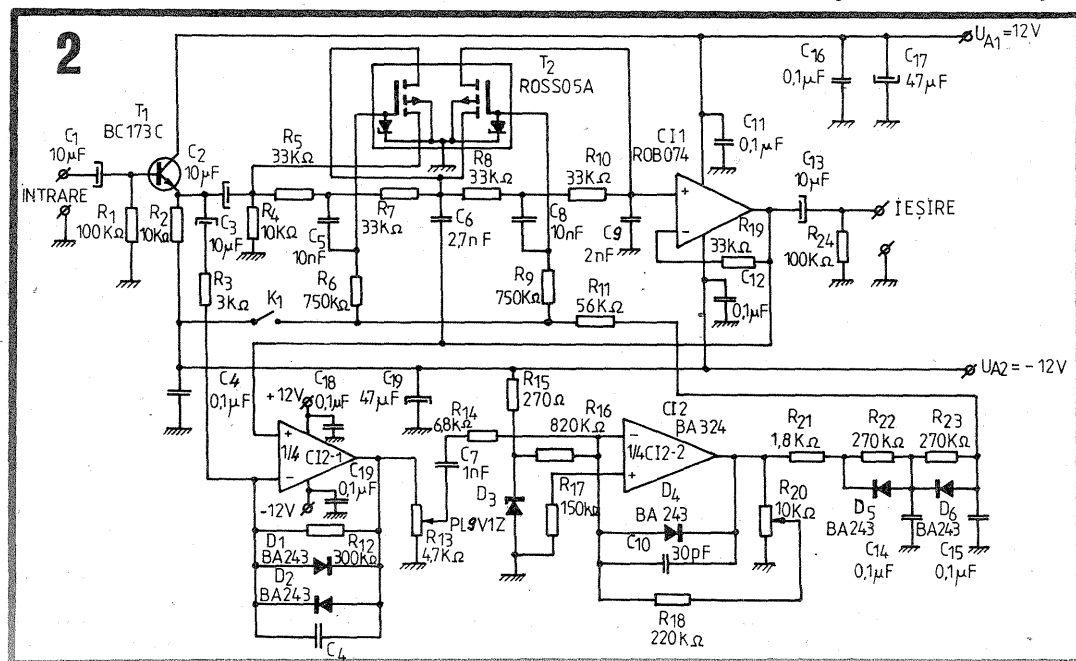 2
T1
BC173C
C1
10µF
INTRARE
R1
100KΩ
C2
10µF
R2
10KΩ
C3
10µF
R3
3KΩ
R4
10KΩ
R5
33KΩ
C5
10nF
R6
750KΩ
R7
33KΩ
T2
ROSS05A
C6
2,7nF
R8
33KΩ
C8
10nF
R9
750KΩ
R10
33KΩ
C9
2nF
R11
56KΩ
K1
CI1
ROB074
+
−
C11
0,1µF
C16
0,1µF
C17
47µF
UA1=12V
C13
10µF
R19
33KΩ
C12
0,1µF
R24
100KΩ
IEȘIRE
UA2=-12V
C4
0,1µF
+12V
C18
0,1µF
C19
47µF
+
−
1/4
CI2-1
C19
0,1µF
-12V
D1
BA243
R12
300KΩ
D2
BA243
C4
R13
4,7KΩ
R14
6,8KΩ
C7
1nF
R15
270Ω
D3
PL9V1Z
R16
820KΩ
R17
150kΩ
CI2
BA324
−
+
1/4CI2-2
D4
BA243
C10
30pF
R18
220KΩ
R20
10KΩ
R21
1,8KΩ
R22
270KΩ
R23
270KΩ
D5
BA243
D6
BA243
C14
0,1µF
C15
0,1µF